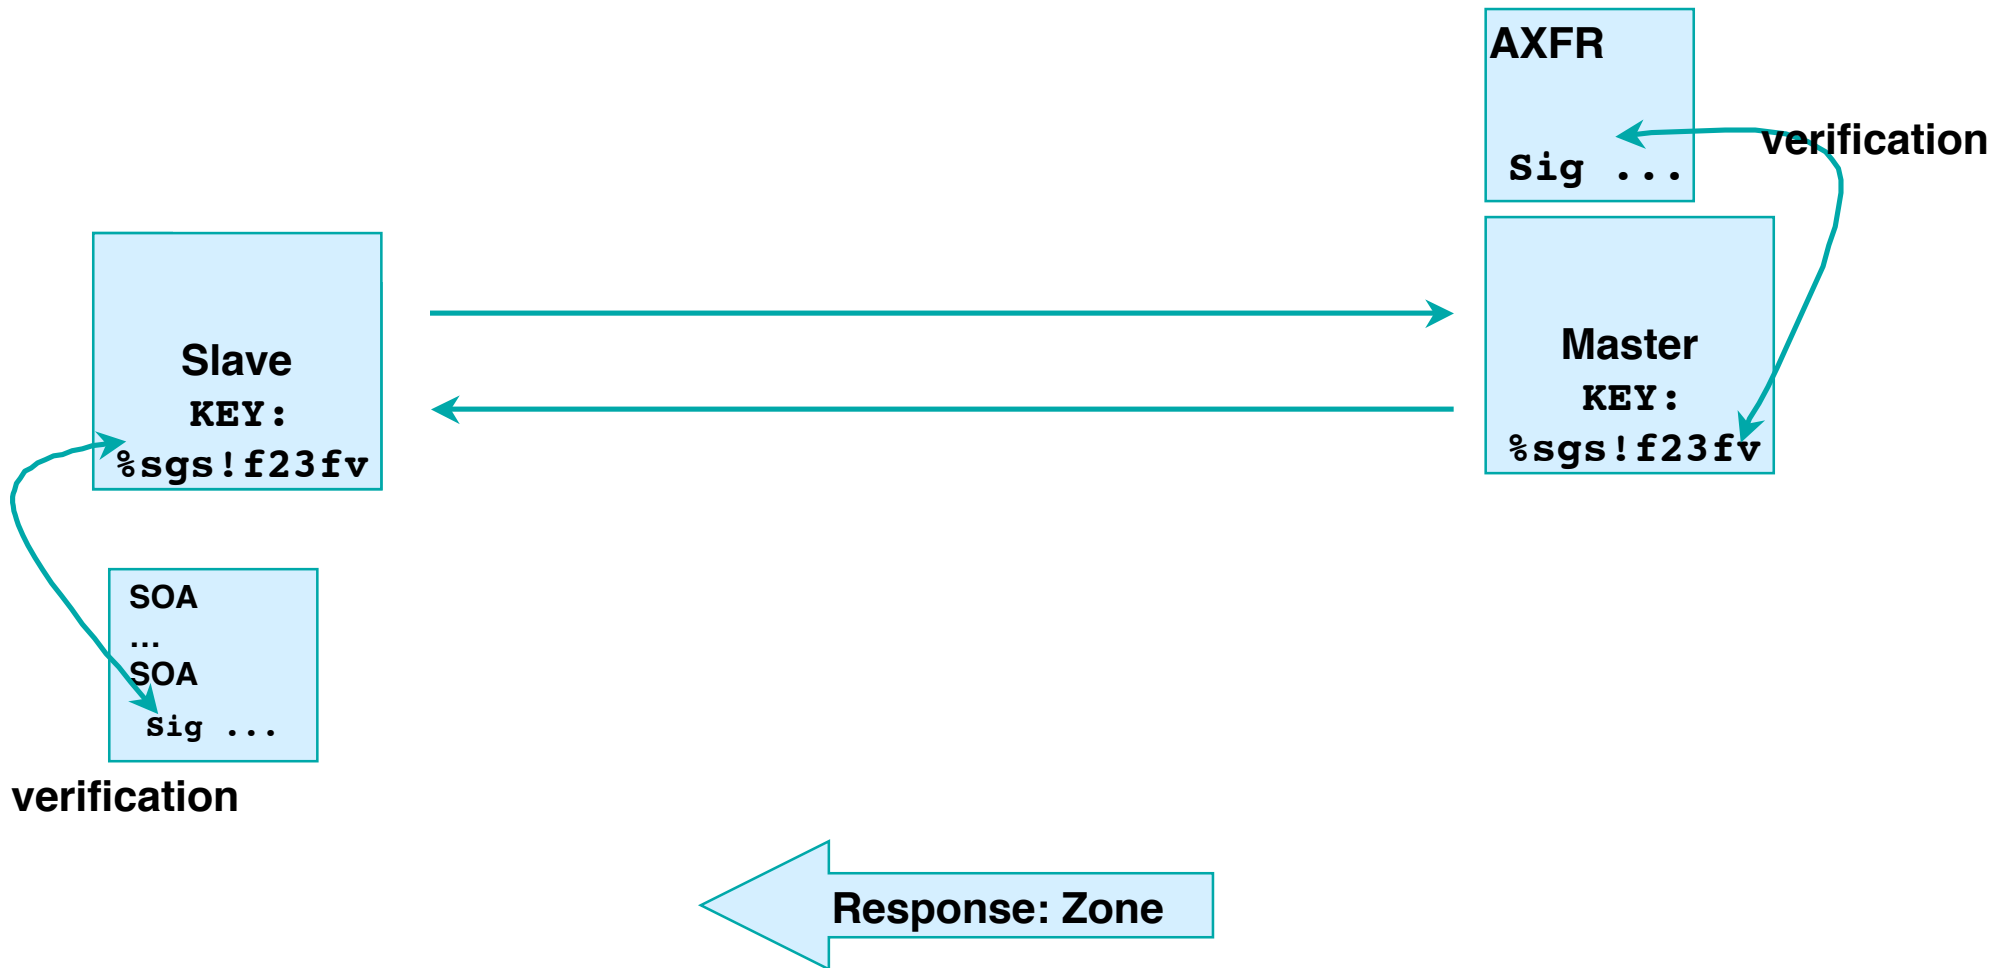 AXFR
Sig ...
verification
Slave
KEY:
%sgs!f23fv
Master
KEY:
%sgs!f23fv
SOA
...
SOA
Sig ...
verification
Response: Zone